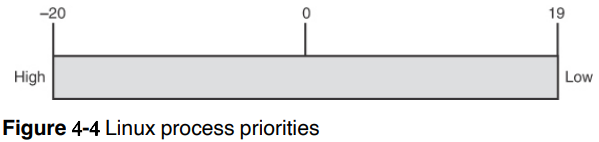 –20 0 19
High Low
Figure 4-4 Linux process priorities